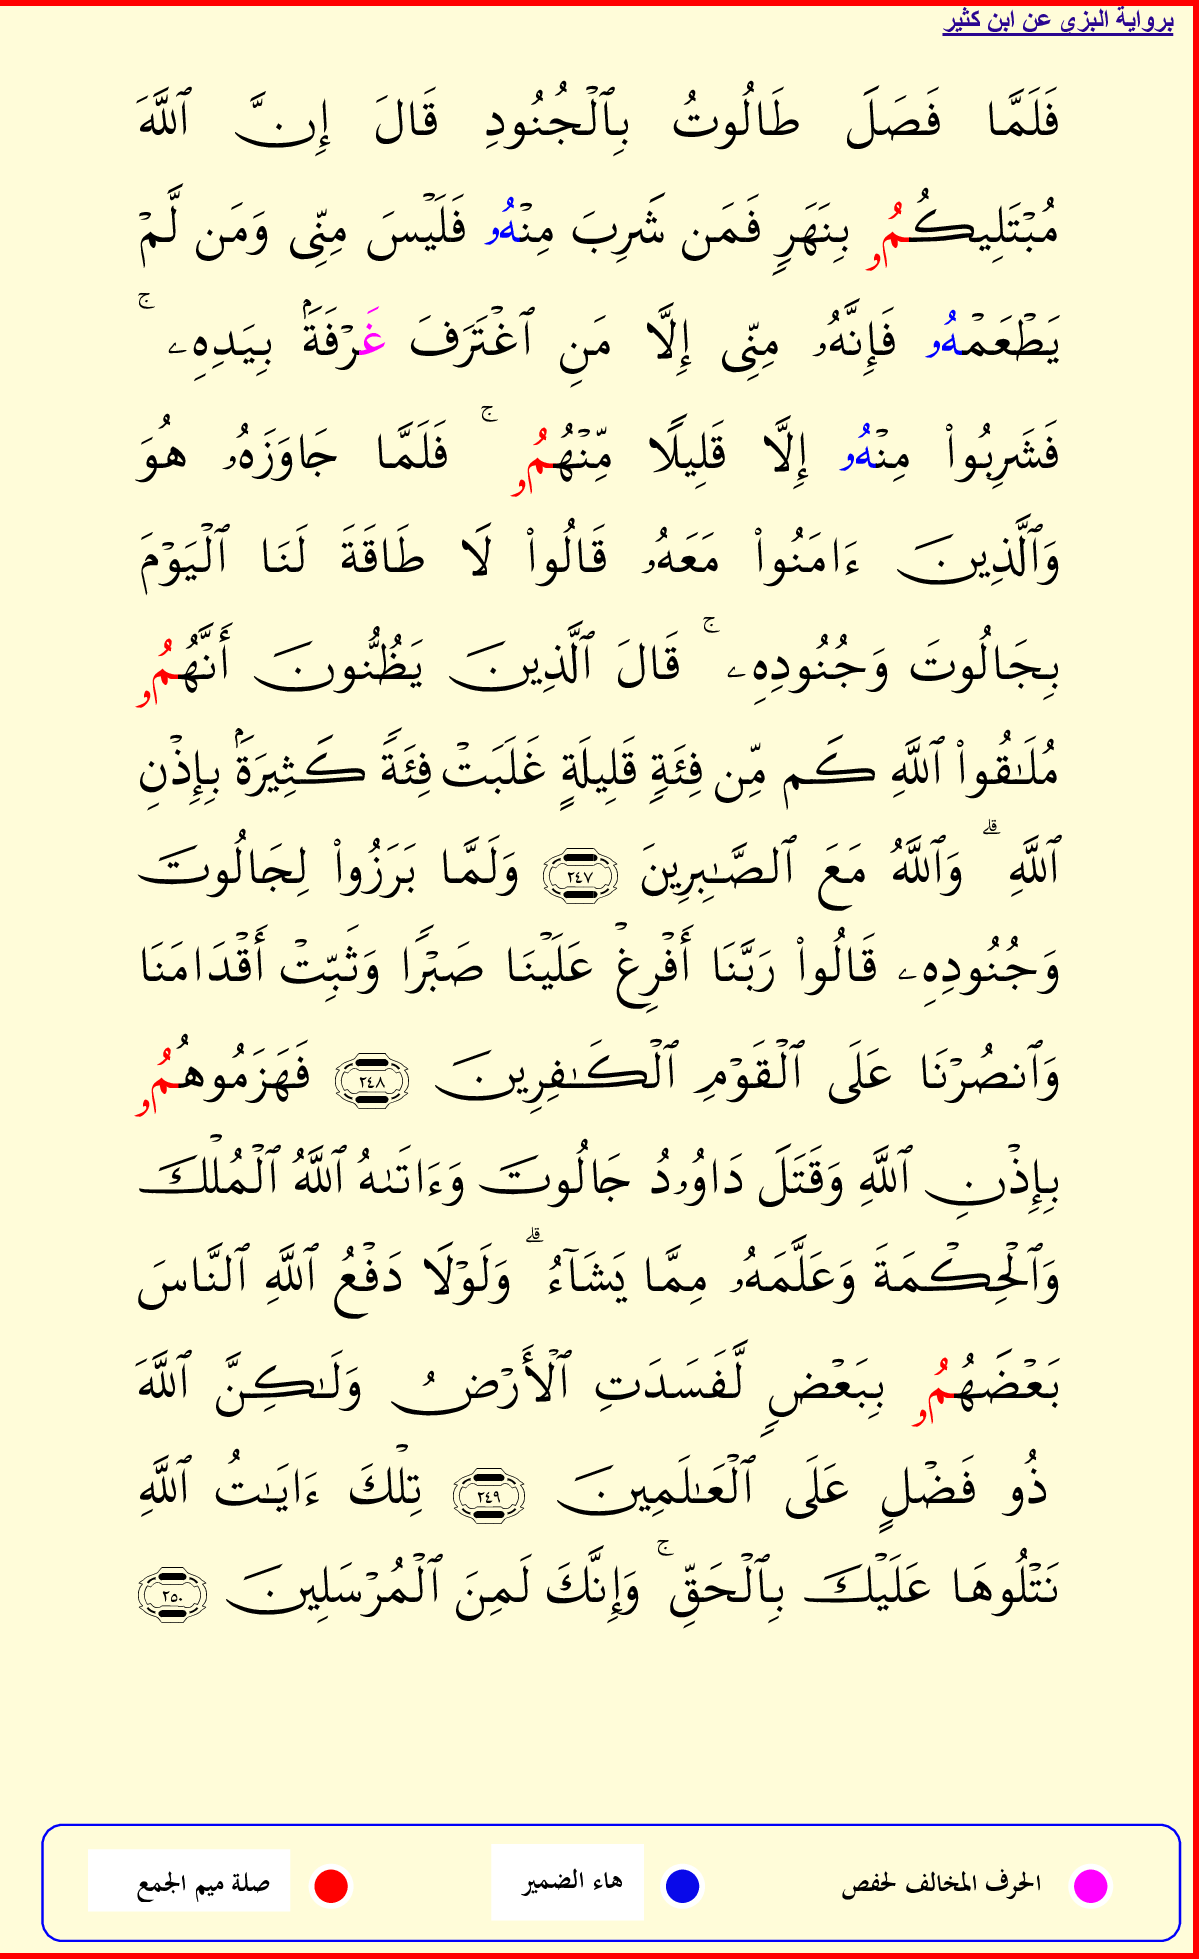 برواية البزي عن ابن كثير
فَلَمَّا فَصَلَ طَالُوتُ بِٱلْجُنُودِ قَالَ إِنَّ ٱللَّهَ
مُبْتَلِيكُمُۥ بِنَهَرٍ فَمَن شَرِبَ مِنْهُۥ فَلَيْسَ مِنِّى وَمَن لَّمْ
يَطْعَمْهُۥ فَإِنَّهُۥ مِنِّى إِلَّا مَنِ ٱغْتَرَفَ غَرْفَةَۢ بِيَدِهِۦ ۚ
فَشَرِبُوا۟ مِنْهُۥ إِلَّا قَلِيلًا مِّنْهُمُۥ ۚ فَلَمَّا جَاوَزَهُۥ هُوَ
وَٱلَّذِينَ ءَامَنُوا۟ مَعَهُۥ قَالُوا۟ لَا طَاقَةَ لَنَا ٱلْيَوْمَ
بِجَالُوتَ وَجُنُودِهِۦ ۚ قَالَ ٱلَّذِينَ يَظُنُّونَ أَنَّهُمُۥ
مُلَٰقُوا۟ ٱللَّهِ كَم مِّن فِئَةٍ قَلِيلَةٍ غَلَبَتْ فِئَةً كَثِيرَةَۢ بِإِذْنِ
ٱللَّهِ ۗ وَٱللَّهُ مَعَ ٱلصَّٰبِرِينَ ٢٤٧ وَلَمَّا بَرَزُوا۟ لِجَالُوتَ
وَجُنُودِهِۦ قَالُوا۟ رَبَّنَا أَفْرِغْ عَلَيْنَا صَبْرًا وَثَبِّتْ أَقْدَامَنَا
وَٱنصُرْنَا عَلَى ٱلْقَوْمِ ٱلْكَٰفِرِينَ ٢٤٨ فَهَزَمُوهُمُۥ
بِإِذْنِ ٱللَّهِ وَقَتَلَ دَاوُۥدُ جَالُوتَ وَءَاتَىٰهُ ٱللَّهُ ٱلْمُلْكَ
وَٱلْحِكْمَةَ وَعَلَّمَهُۥ مِمَّا يَشَآءُ ۗ وَلَوْلَا دَفْعُ ٱللَّهِ ٱلنَّاسَ
بَعْضَهُمُۥ بِبَعْضٍ لَّفَسَدَتِ ٱلْأَرْضُ وَلَٰكِنَّ ٱللَّهَ
ذُو فَضْلٍ عَلَى ٱلْعَٰلَمِينَ ٢٤٩ تِلْكَ ءَايَٰتُ ٱللَّهِ
نَتْلُوهَا عَلَيْكَ بِٱلْحَقِّ ۚ وَإِنَّكَ لَمِنَ ٱلْمُرْسَلِينَ ٢٥٠
الحرف المخالف لحفص هاء الضمير صلة ميم الجمع